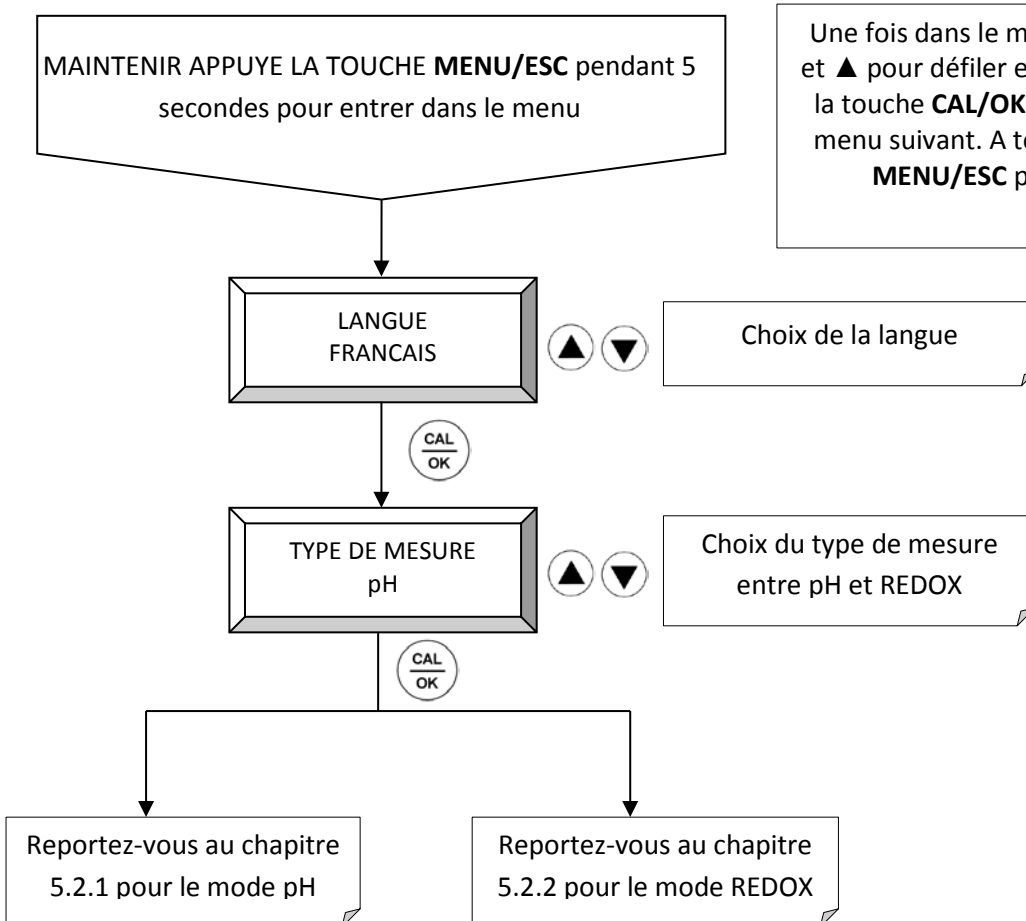 MAINTENIR APPUYE LA TOUCHE MENU/ESC pendant 5
secondes pour entrer dans le menu
Une fois dans le
et ▲ pour défiler
la touche CAL/OK
menu suivant. A
MENU/ESC
LANGUE
FRANCAIS
Choix de la langue
CAL
OK
TYPE DE MESURE
pH
Choix du type de mesure
entre pH et REDOX
CAL
OK
Reportez-vous au chapitre
5.2.1 pour le mode pH
Reportez-vous au chapitre
5.2.2 pour le mode REDOX